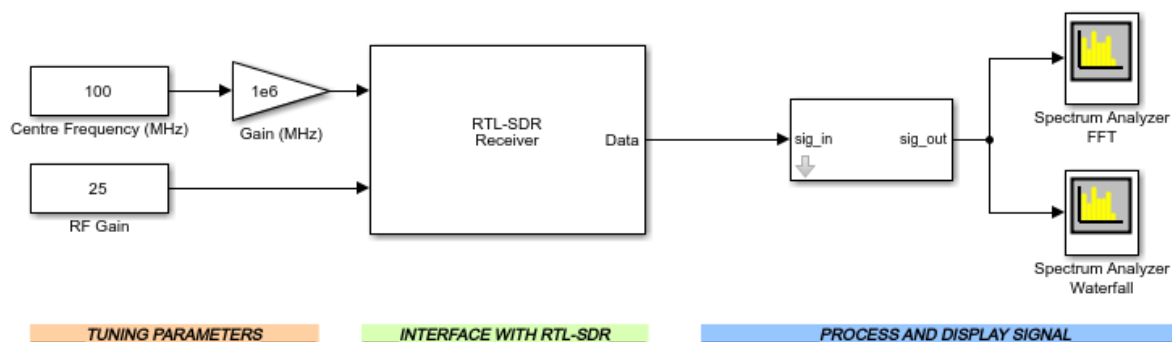 100
Centre Frequency (MHz)
1e6
Gain (MHz)
25
RF Gain
RTL-SDR
Receiver
Data
sig_in
sig_out
Spectrum Analyzer
FFT
Spectrum Analyzer
Waterfall
TUNING PARAMETERS
INTERFACE WITH RTL-SDR
PROCESS AND DISPLAY SIGNAL